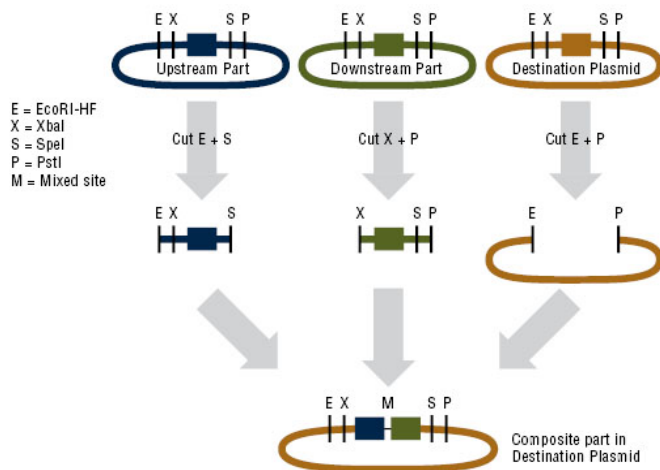 E X S P E X S P E X S P
Upstream Part Downstream Part Destination Plasmid
E = EcoRI-HF
X = XbaI
S = SpeI
P = PstI
M = Mixed site
Cut E + S Cut X + P Cut E + P
E X S X S P E P
E X M S P
Composite part in
Destination Plasmid